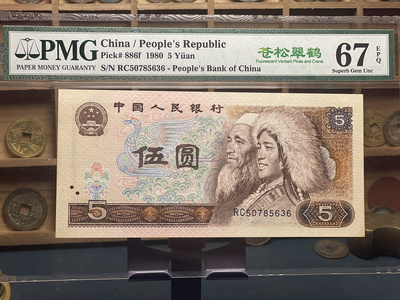 PMG
PAPER MONEY GUARANTY
China / People's Republic
Pick# 886f 1980 5 Yüan
S/N RC50785636 - People's Bank of China
苍松翠鹤
Fluorescent Verdant Pines and Crane
67 EPQ
Superb Gem Unc
中国人民银行
5
伍圆
5
RC50785636
5